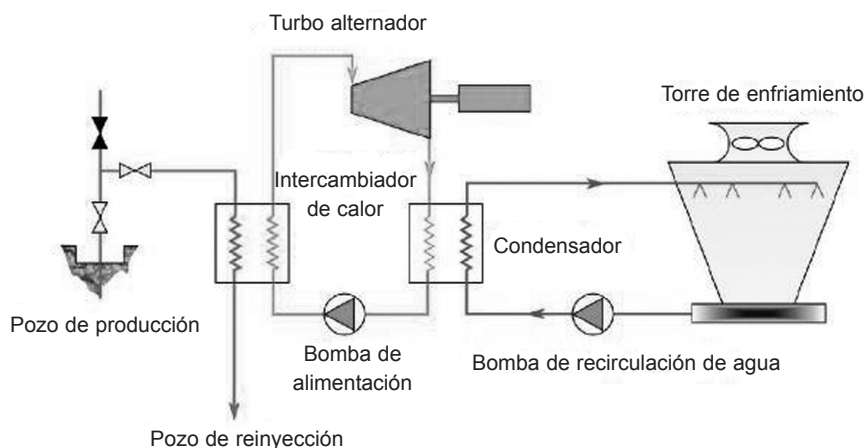 Turbo alternador
Torre de enfriamiento
Intercambiador
de calor
Condensador
Pozo de producción
Bomba de
alimentación
Bomba de recirculación de agua
Pozo de reinyección